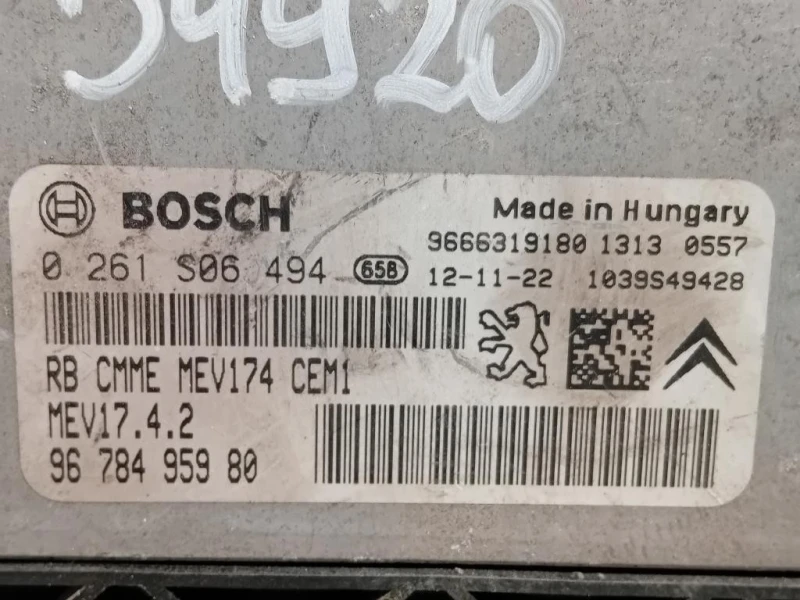 34920
BOSCH
Made in Hungary
9666319180 1313 0557
0 261 S06 494 658
12-11-22 1039S49428
RB CMME MEV174 CEM1
MEV17.4.2
96 784 959 80